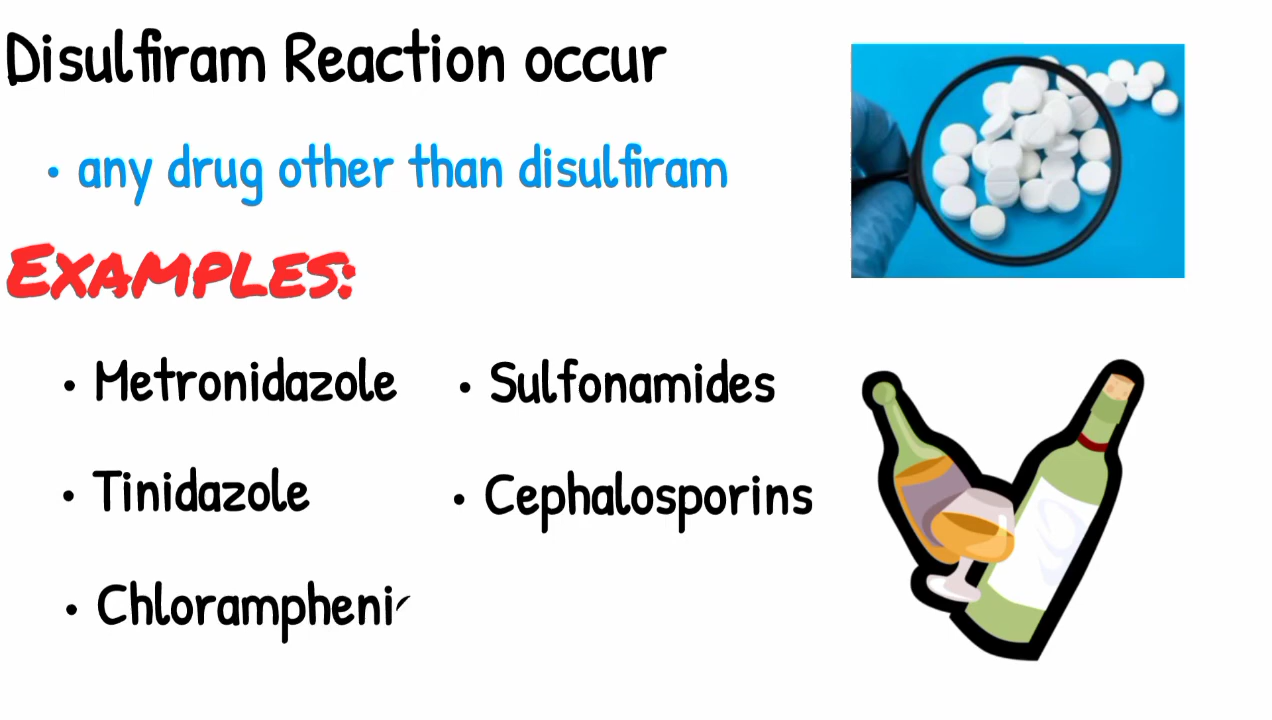 Disulfiram Reaction occur
• any drug other than disulfiram
Examples:
• Metronidazole
• Sulfonamides
• Tinidazole
• Cephalosporins
• Chlorampheni